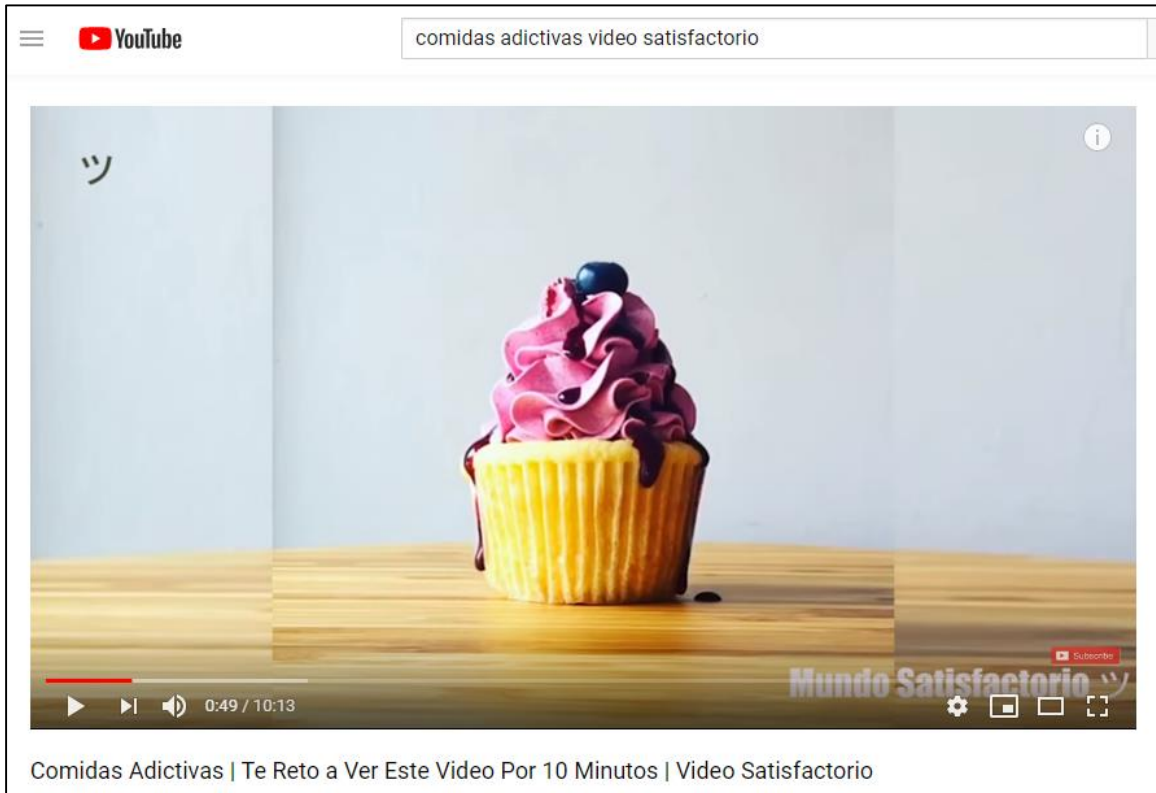 YouTube
comidas adictivas video satisfactorio
ツ
i
Subscribe
Mundo Satisfactorio ツ
0:49 / 10:13
Comidas Adictivas | Te Reto a Ver Este Video Por 10 Minutos | Video Satisfactorio